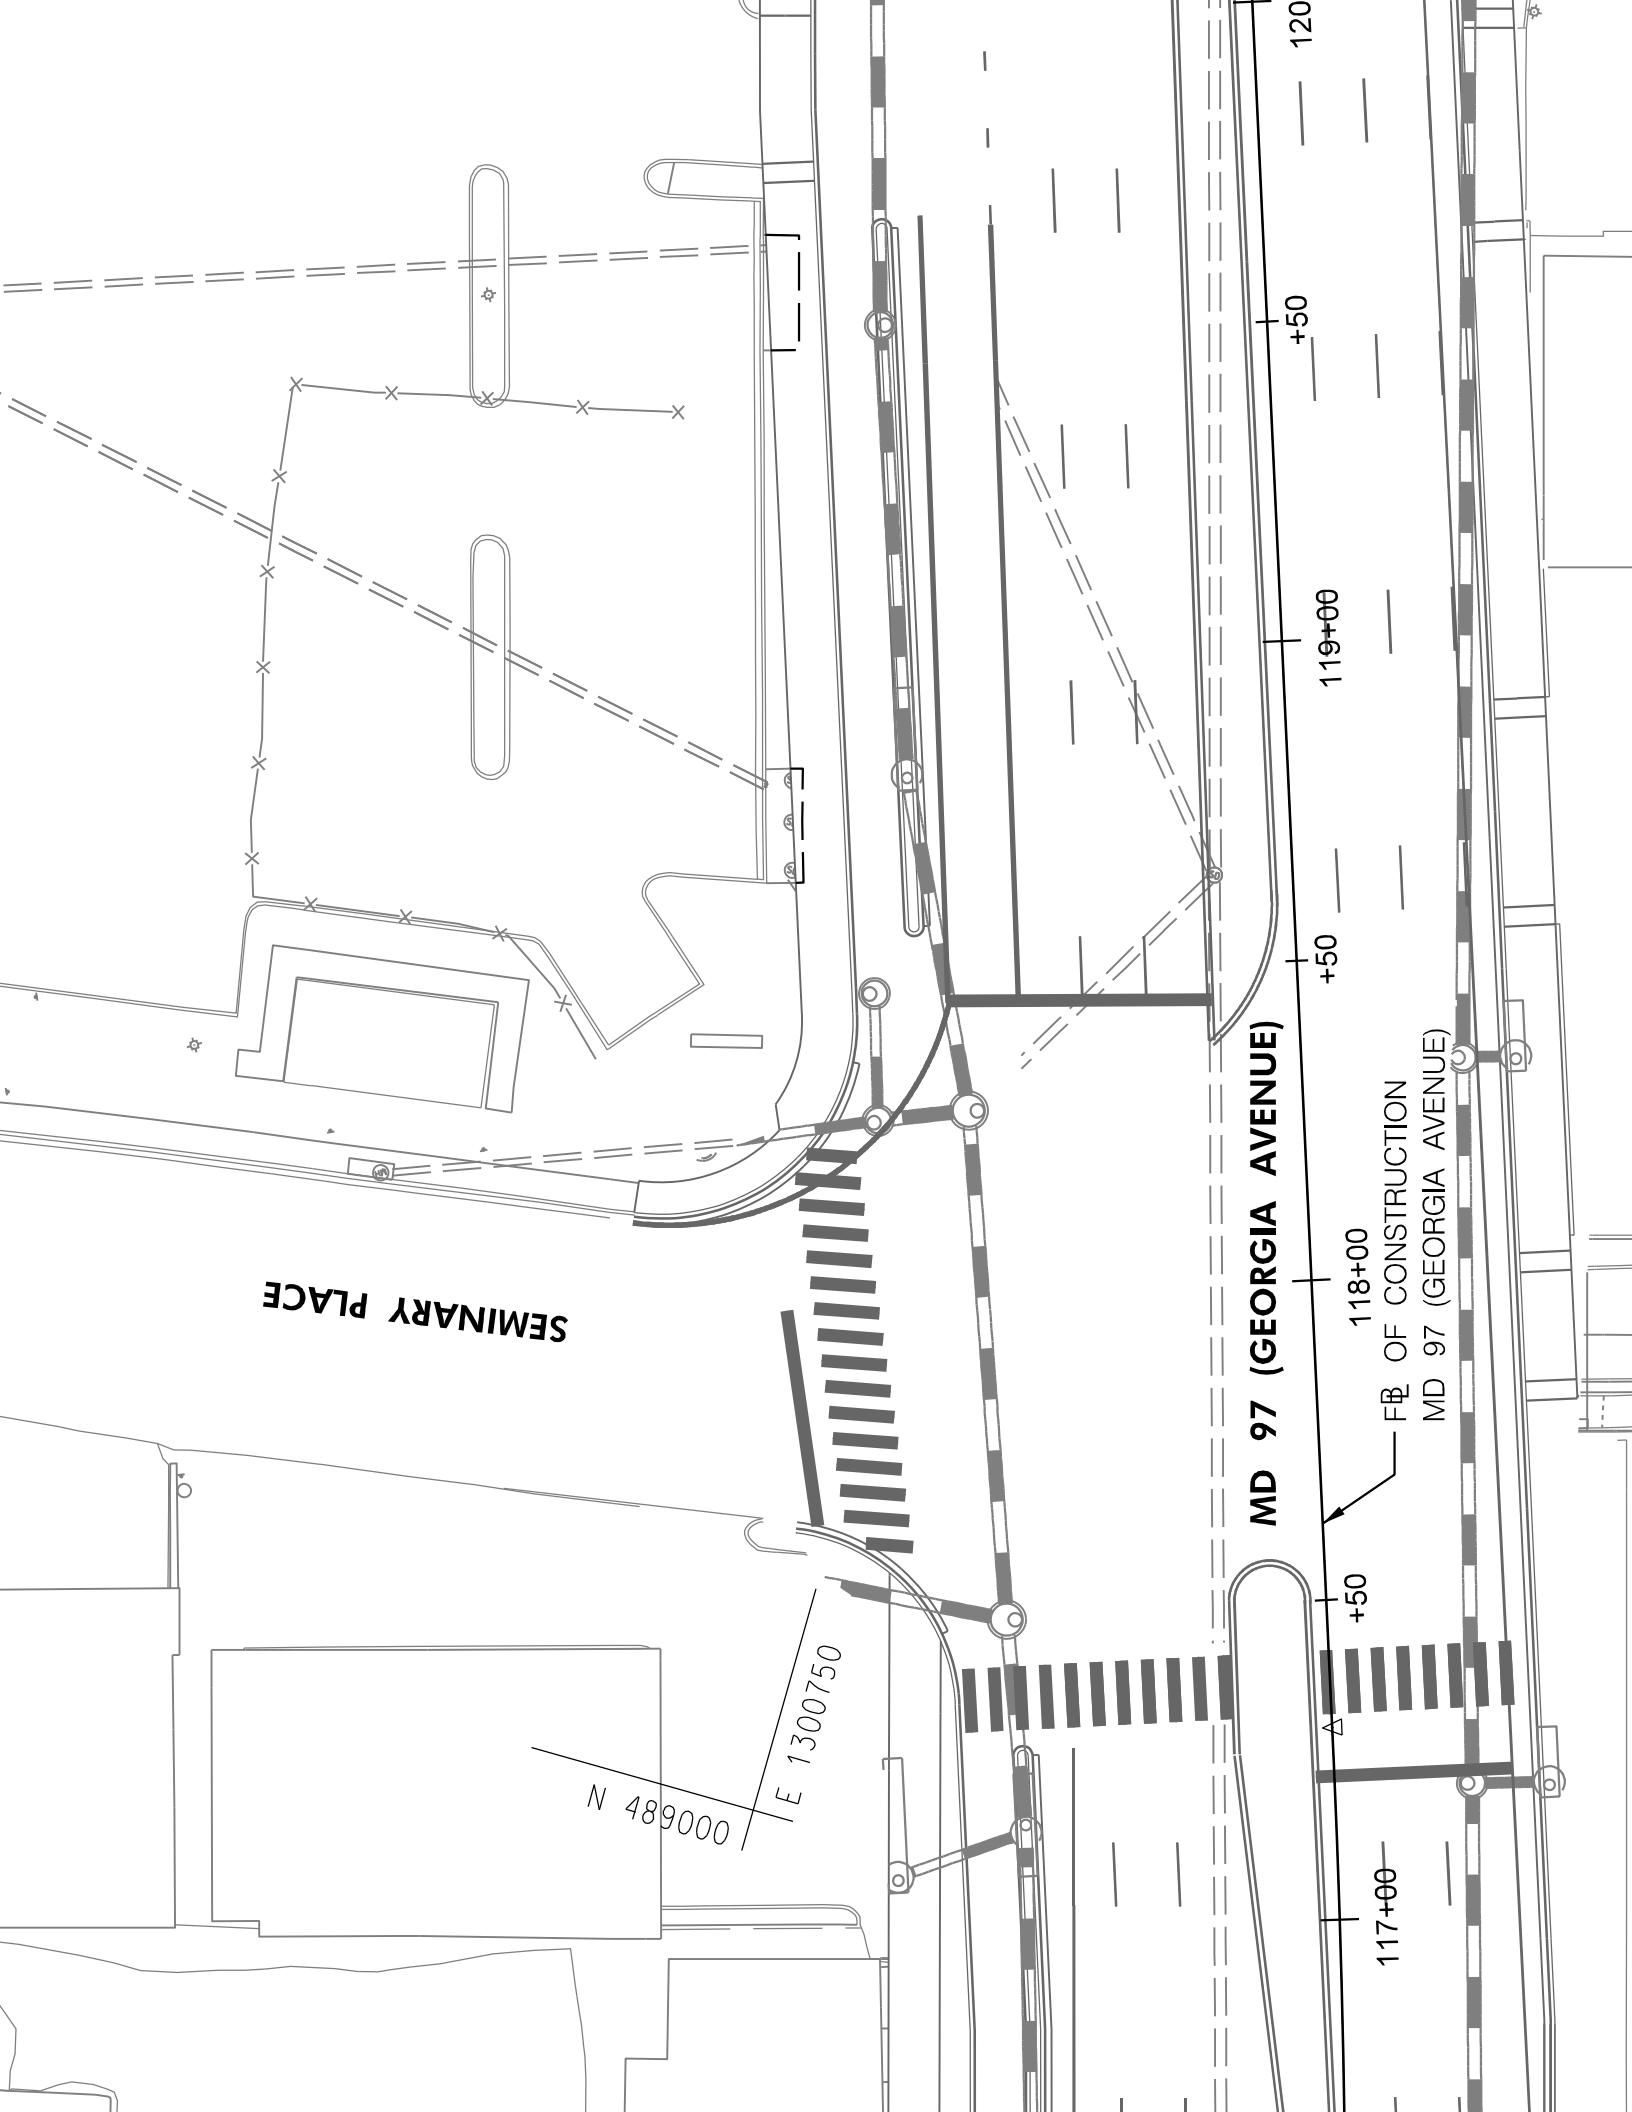 120
+50
119+00
+50
MD 97 (GEORGIA AVENUE)
118+00
OF CONSTRUCTION
MD 97 (GEORGIA AVENUE)
SEMINARY PLACE
+50
N 489000
E 1300750
117+00
SD